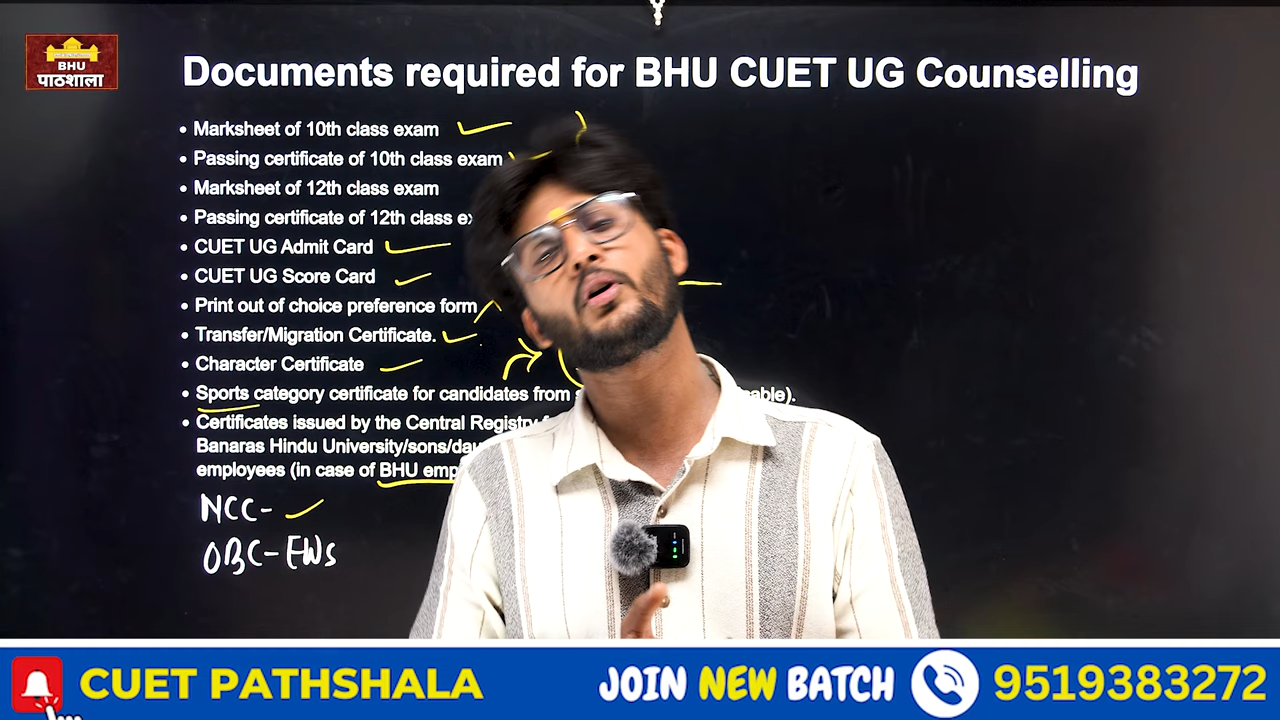 BHU
पाठशाला
Documents required for BHU CUET UG Counselling
• Marksheet of 10th class exam
• Passing certificate of 10th class exam
• Marksheet of 12th class exam
• Passing certificate of 12th class
• CUET UG Admit Card
• CUET UG Score Card
• Print out of choice preference form
• Transfer/Migration Certificate.
• Character Certificate
• Sports category certificate for candidates from
• Certificates issued by the Central Registry
Banaras Hindu University/sons/
employees (in case of BHU
NCC-
OBC-EWS
CUET PATHSHALA
JOIN NEW BATCH
9519383272